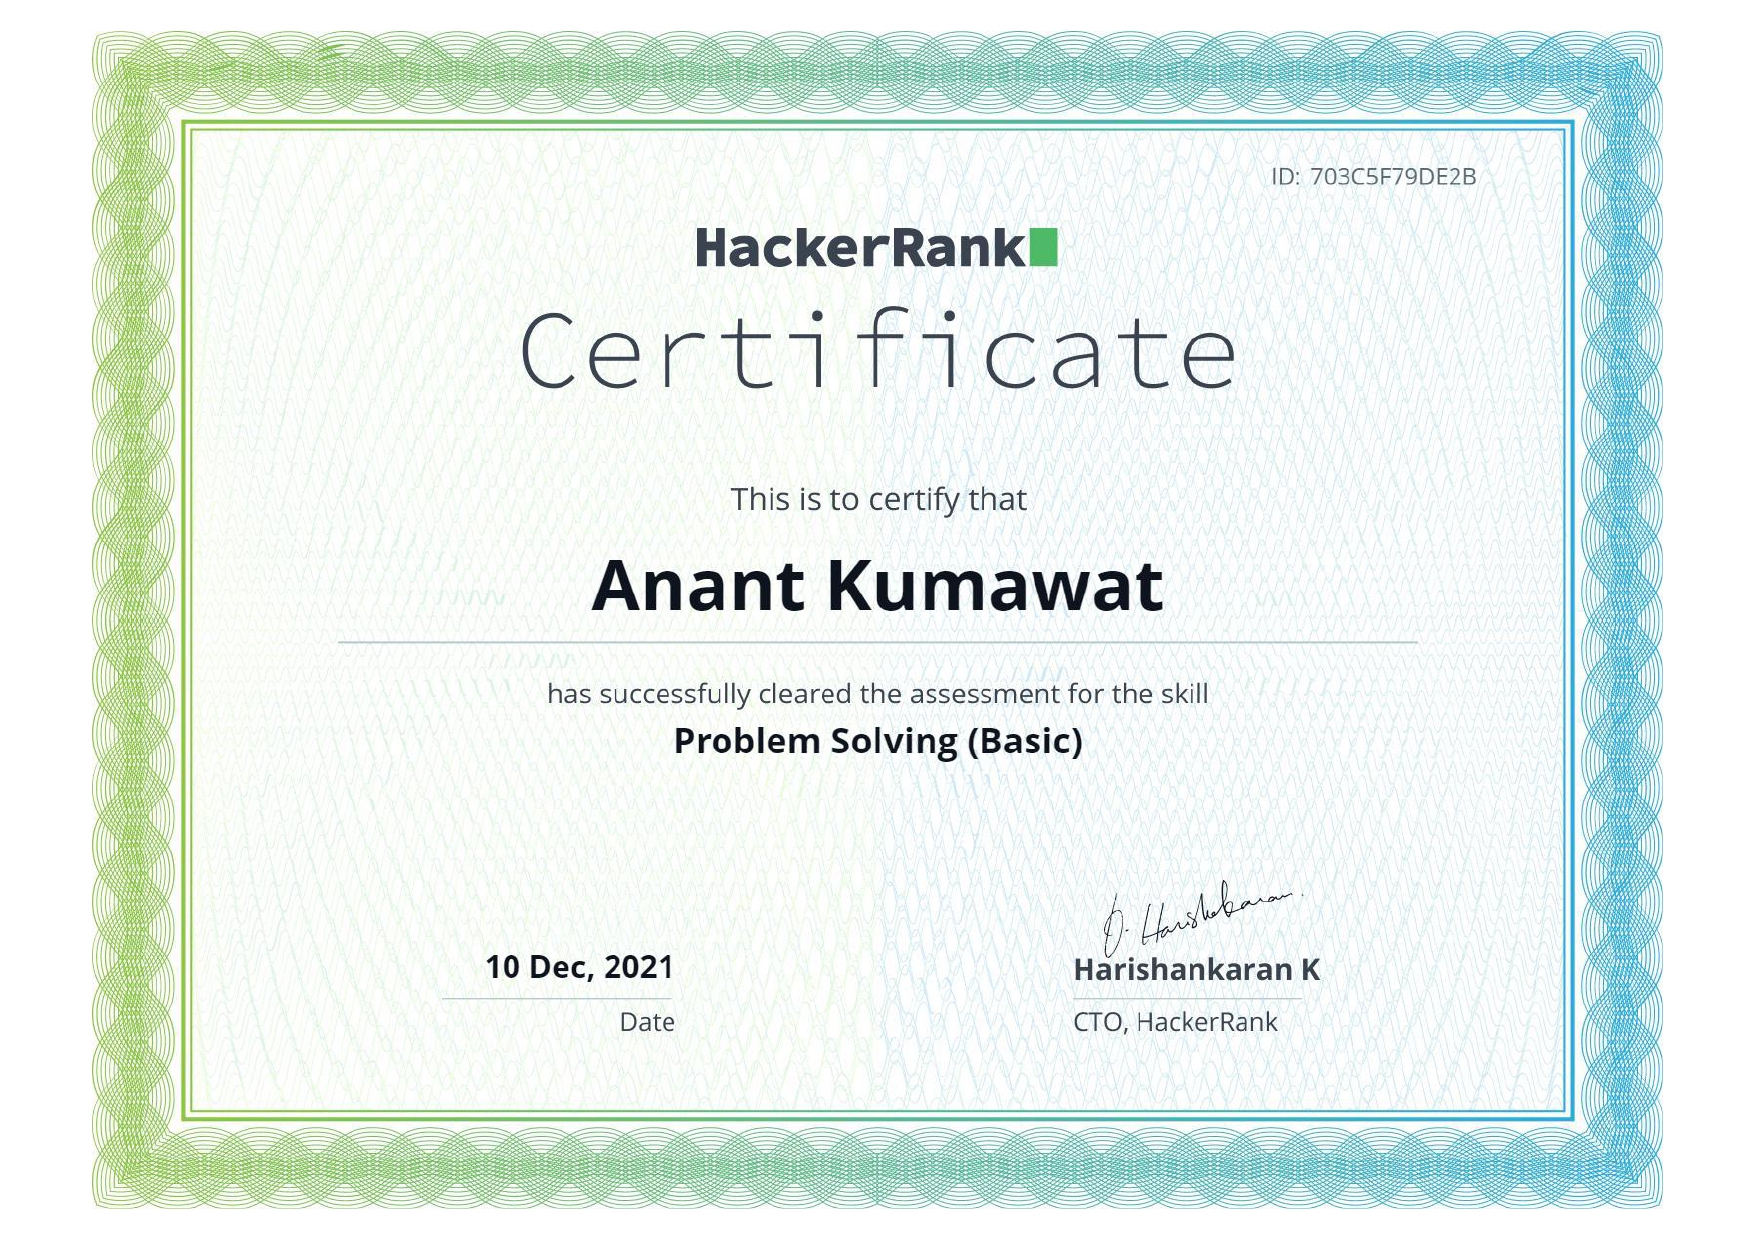 ID: 703C5F79DE2B
HackerRank
Certificate
This is to certify that
Anant Kumawat
has successfully cleared the assessment for the skill
Problem Solving (Basic)
10 Dec, 2021
Date
Harishankaran K
CTO, HackerRank